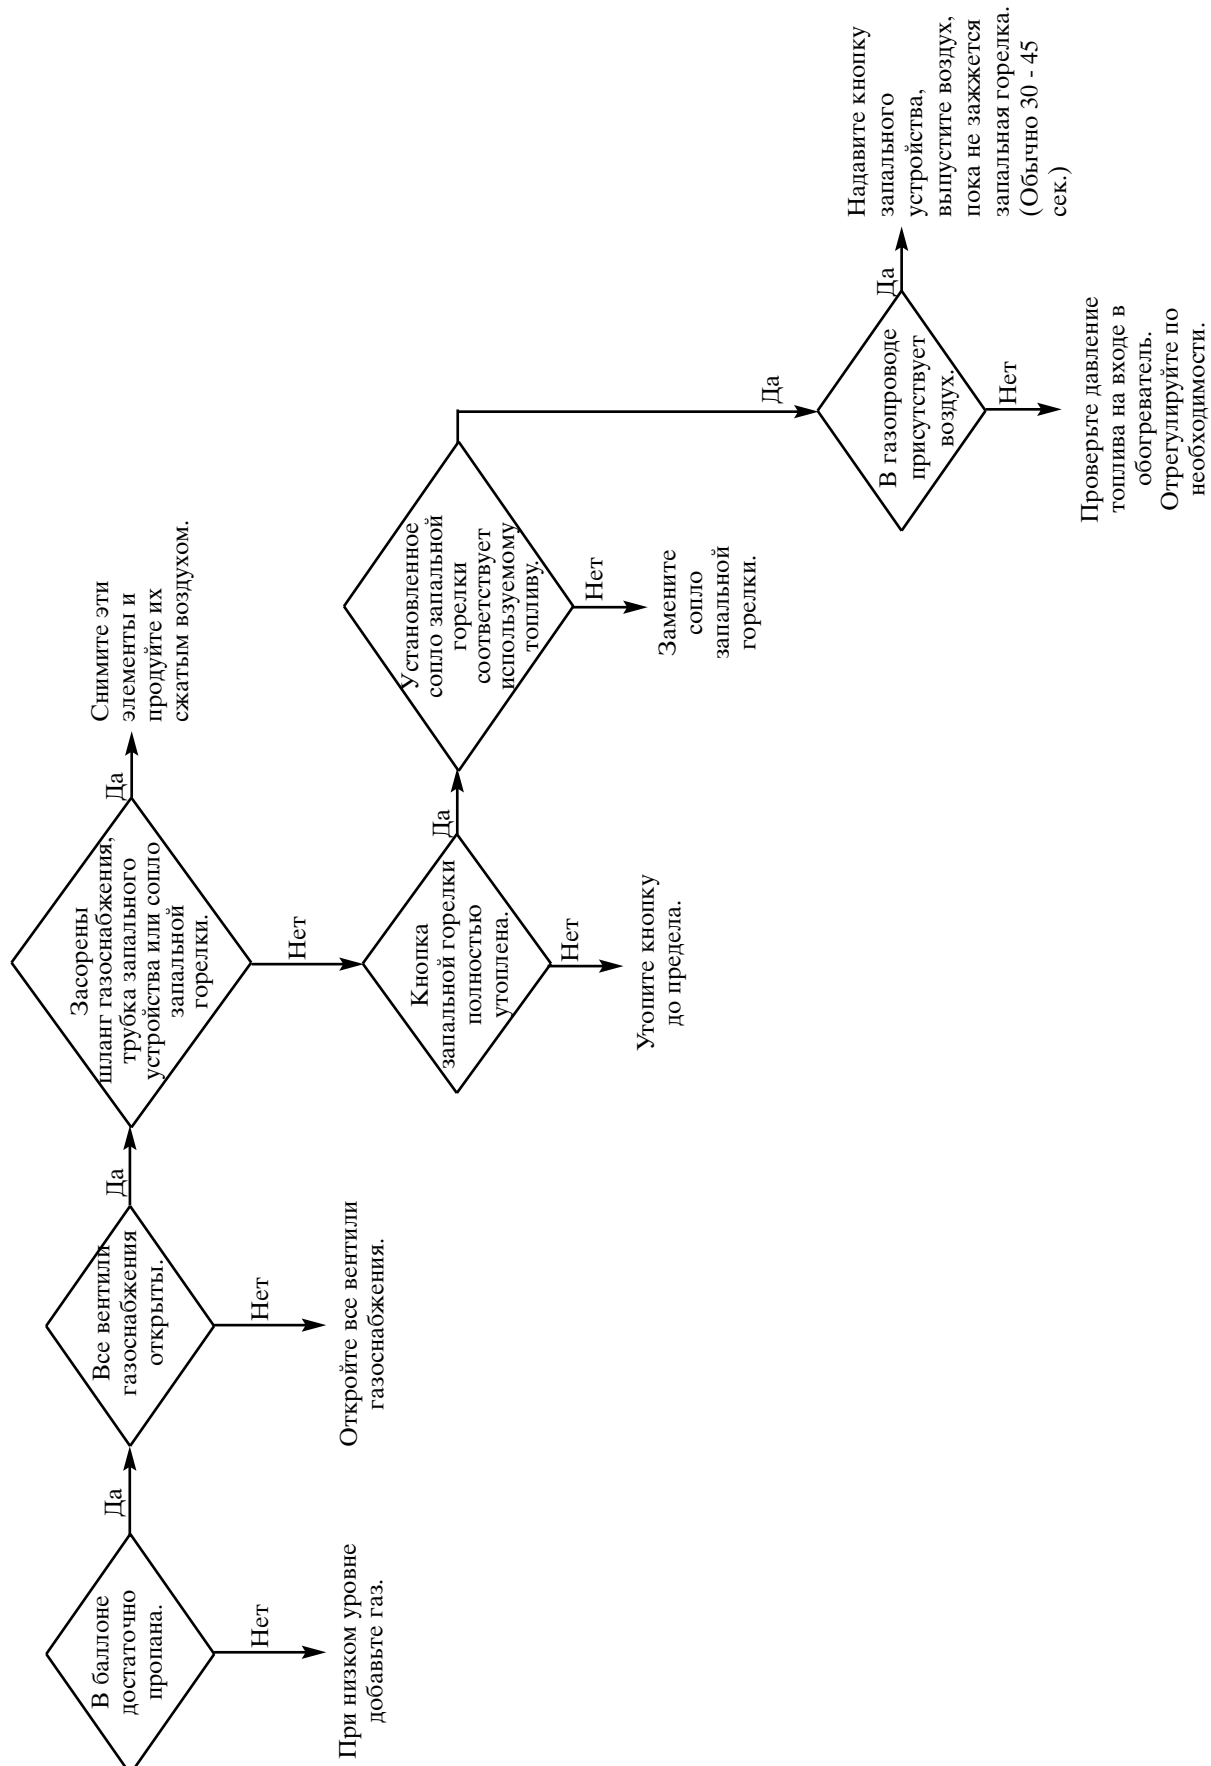 В баллоне
достаточно
пропана.
Да
Нет
При низком уровне
добавьте газ.
Все вентили
газоснабжения
открыты.
Да
Нет
Откройте все вентили
газоснабжения.
Засорены
шланг газоснабжения,
трубка запального
устройства или сопло
запальной
горелки.
Да
Снимите эти
элементы и
продуйте их
сжатым воздухом.
Нет
Кнопка
запальной горелки
полностью
утоплена.
Да
Нет
Утопите кнопку
до предела.
Установленное
сопло запальной
горелки
соответствует
используемому
топливу.
Нет
Замените
сопло
запальной
горелки.
Да
В газопроводе
присутствует
воздух.
Да
Надавите кнопку
запального
устройства,
выпустите воздух,
пока не зажжется
запальная горелка.
(Обычно 30 - 45
сек.)
Нет
Проверьте давление
топлива на входе в
обогреватель.
Отрегулируйте по
необходимости.